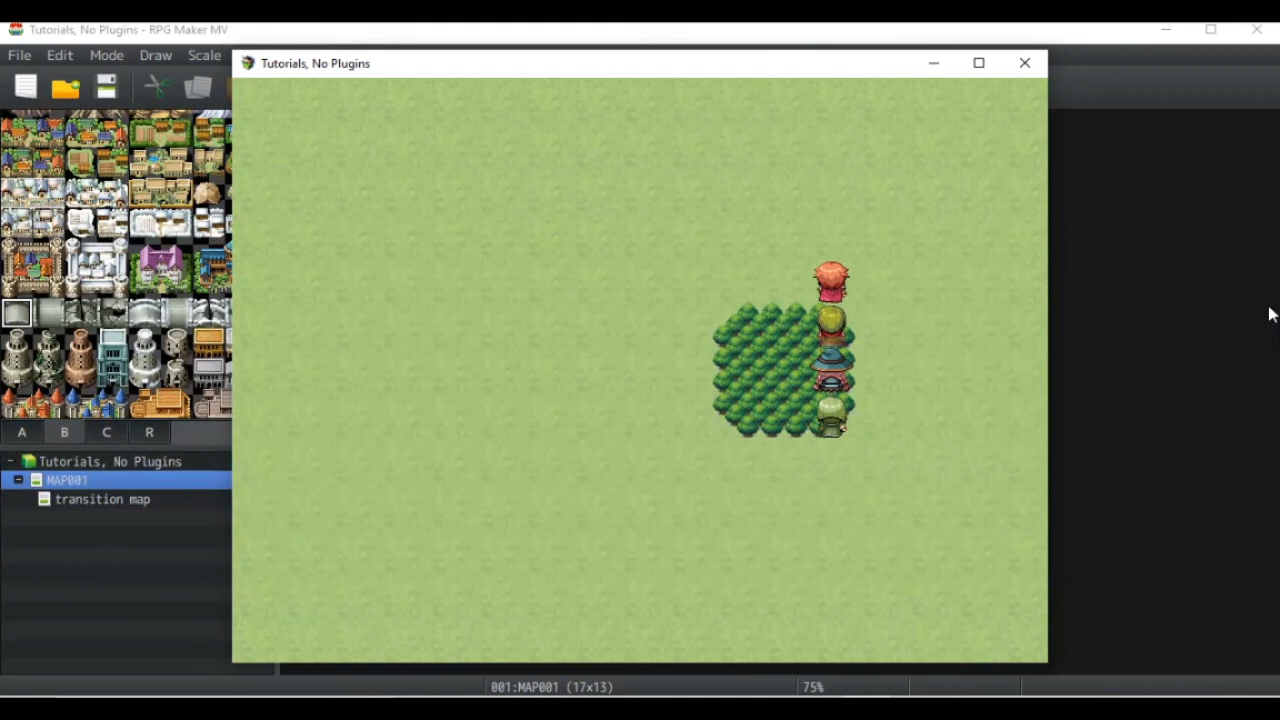 Tutorials, No Plugins - RPG Maker MV
File Edit Mode Draw Scale
Tutorials, No Plugins
A B C R
Tutorials, No Plugins
MAP001
transition map
001:MAP001 (17x13) 75%